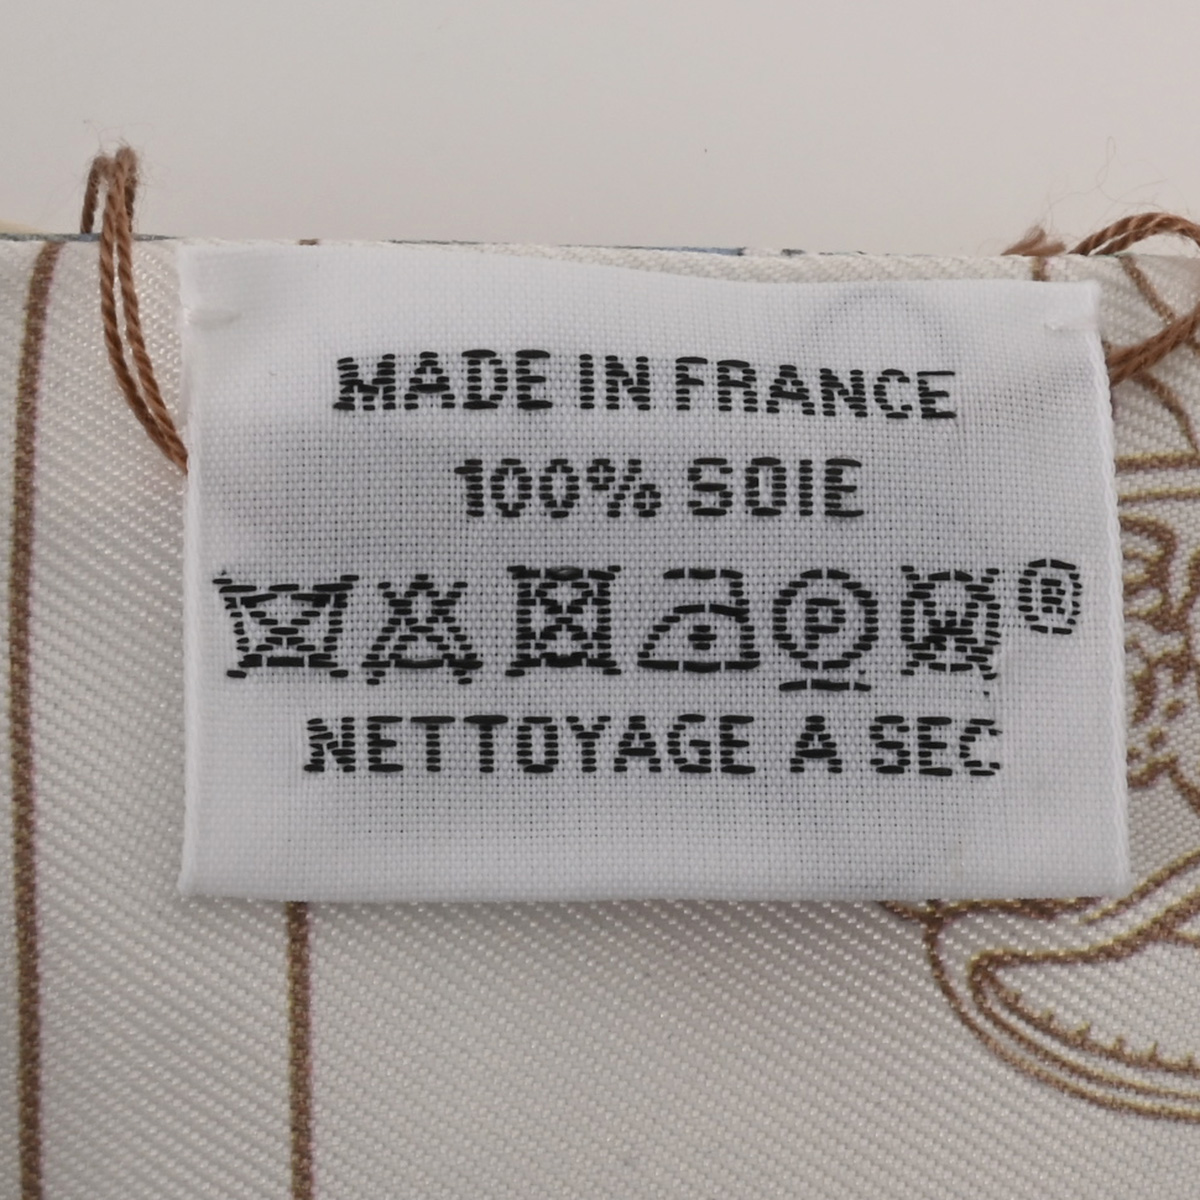 MADE IN FRANCE
100% SOIE
P W ®
NETTOYAGE A SEC